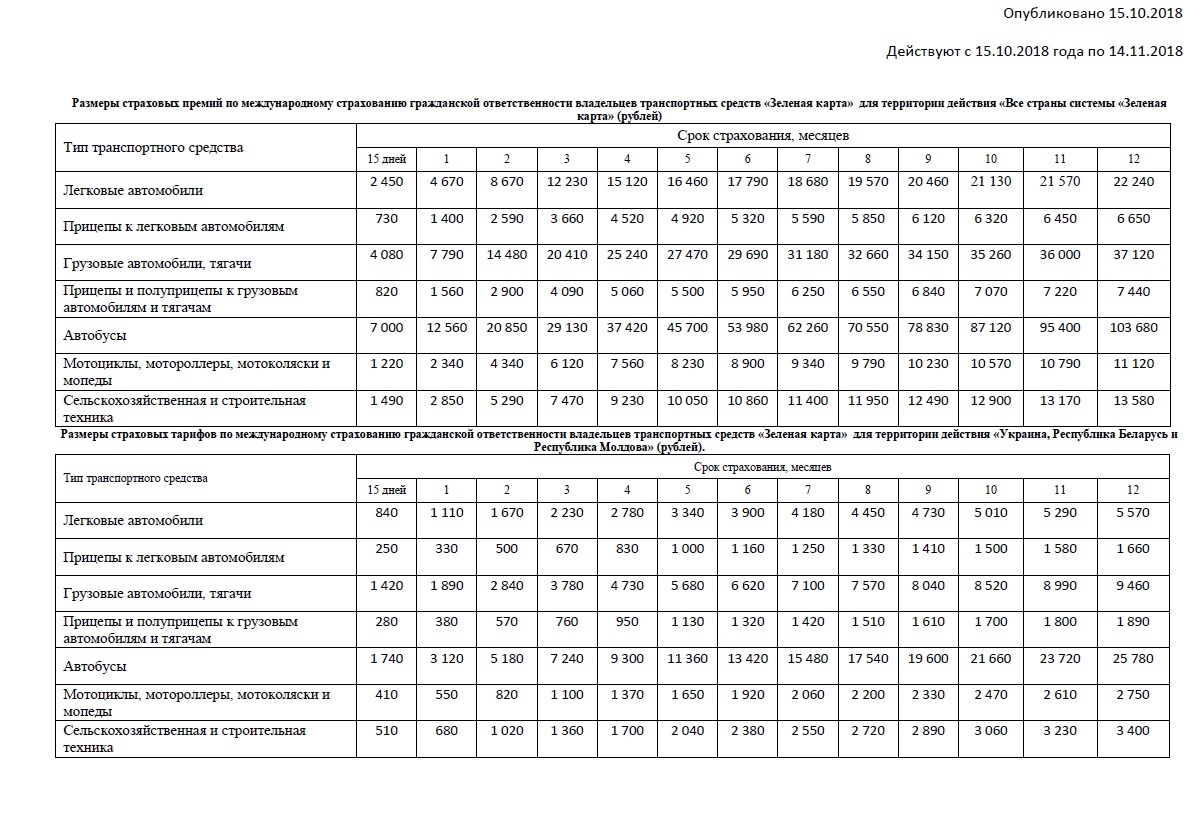 Опубликовано 15.10.2018
Действуют с 15.10.2018 года по 14.11.2018
Размеры страховых премий по международному страхованию гражданской ответственности владельцев транспортных средств «Зеленая карта» для территории действия «Все страны системы «Зеленая
карта» (рублей)
Тип транспортного средства
Срок страхования, месяцев
15 дней 1 2 3 4 5 6 7 8 9 10 11 12
Легковые автомобили 2 450 4 670 8 670 12 230 15 120 16 460 17 790 18 680 19 570 20 460 21 130 21 570 22 240
Прицепы к легковым автомобилям 730 1 400 2 590 3 660 4 520 4 920 5 320 5 590 5 850 6 120 6 320 6 450 6 650
Грузовые автомобили, тягачи 4 080 7 790 14 480 20 410 25 240 27 470 29 690 31 180 32 660 34 150 35 260 36 000 37 120
Прицепы и полуприцепы к грузовым
автомобилям и тягачам 820 1 560 2 900 4 090 5 060 5 500 5 950 6 250 6 550 6 840 7 070 7 220 7 440
Автобусы 7 000 12 560 20 850 29 130 37 420 45 700 53 980 62 260 70 550 78 830 87 120 95 400 103 680
Мотоциклы, мотороллеры, мотоколяски и
мопеды 1 220 2 340 4 340 6 120 7 560 8 230 8 900 9 340 9 790 10 230 10 570 10 790 11 120
Сельскохозяйственная и строительная
техника 1 490 2 850 5 290 7 470 9 230 10 050 10 860 11 400 11 950 12 490 12 900 13 170 13 580
Размеры страховых тарифов по международному страхованию гражданской ответственности владельцев транспортных средств «Зеленая карта» для территории действия «Украина, Республика Беларусь и
Республика Молдова» (рублей).
Тип транспортного средства
Срок страхования, месяцев
15 дней 1 2 3 4 5 6 7 8 9 10 11 12
Легковые автомобили 840 1 110 1 670 2 230 2 780 3 340 3 900 4 180 4 450 4 730 5 010 5 290 5 570
Прицепы к легковым автомобилям 250 330 500 670 830 1 000 1 160 1 250 1 330 1 410 1 500 1 580 1 660
Грузовые автомобили, тягачи 1 420 1 890 2 840 3 780 4 730 5 680 6 620 7 100 7 570 8 040 8 520 8 990 9 460
Прицепы и полуприцепы к грузовым
автомобилям и тягачам 280 380 570 760 950 1 130 1 320 1 420 1 510 1 610 1 700 1 800 1 890
Автобусы 1 740 3 120 5 180 7 240 9 300 11 360 13 420 15 480 17 540 19 600 21 660 23 720 25 780
Мотоциклы, мотороллеры, мотоколяски и
мопеды 410 550 820 1 100 1 370 1 650 1 920 2 060 2 200 2 330 2 470 2 610 2 750
Сельскохозяйственная и строительная
техника 510 680 1 020 1 360 1 700 2 040 2 380 2 550 2 720 2 890 3 060 3 230 3 400